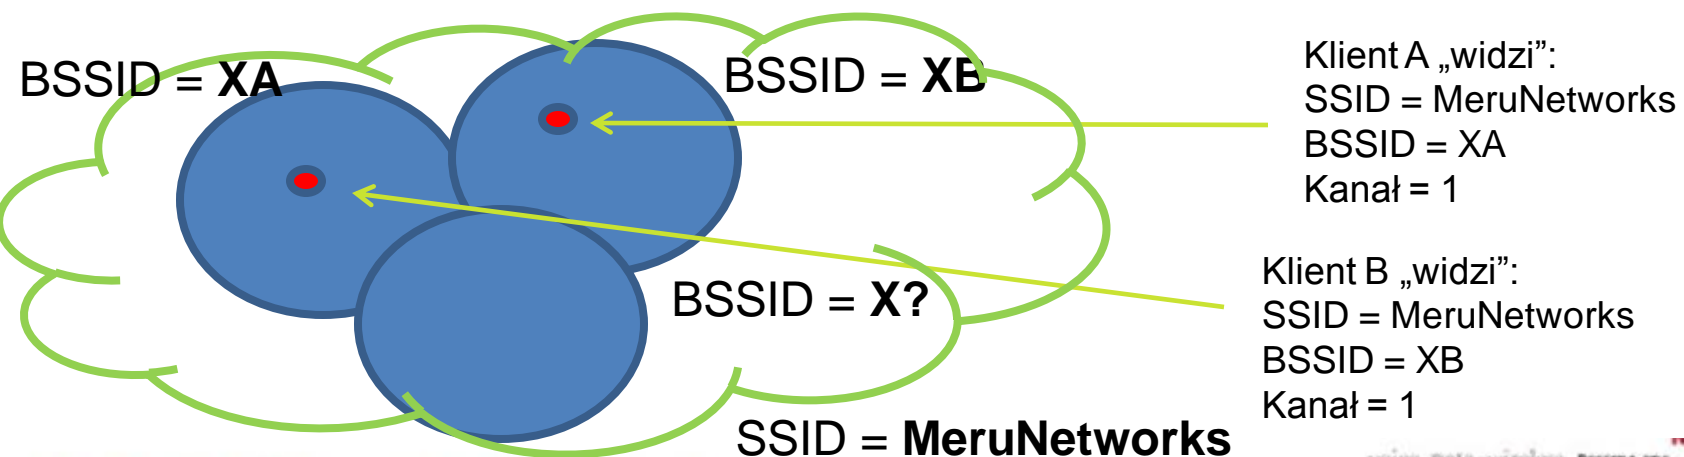 BSSID = XA
BSSID = XB
BSSID = X?
SSID = MeruNetworks
Klient A „widzi”:
SSID = MeruNetworks
BSSID = XA
Kanał = 1
Klient B „widzi”:
SSID = MeruNetworks
BSSID = XB
Kanał = 1